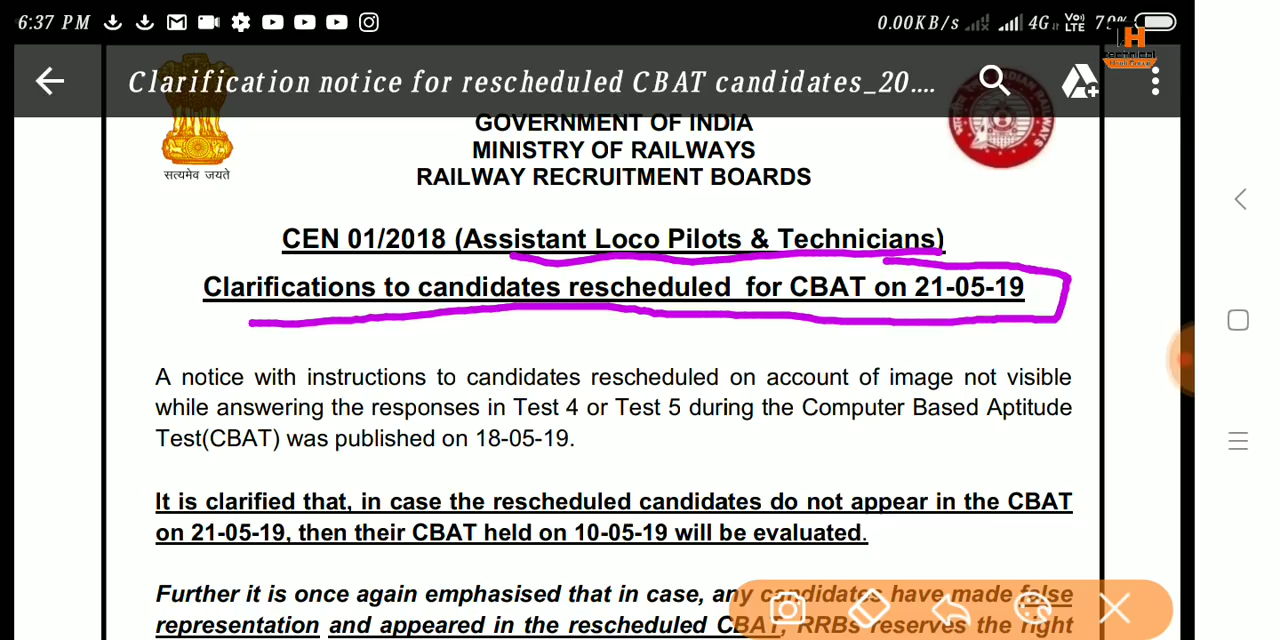 6:37 PM
0.00KB/s 4G VoLTE
Clarification notice for rescheduled CBAT candidates_20....
सत्यमेव जयते
GOVERNMENT OF INDIA
MINISTRY OF RAILWAYS
RAILWAY RECRUITMENT BOARDS
CEN 01/2018 (Assistant Loco Pilots & Technicians)
Clarifications to candidates rescheduled for CBAT on 21-05-19
A notice with instructions to candidates rescheduled on account of image not visible
while answering the responses in Test 4 or Test 5 during the Computer Based Aptitude
Test(CBAT) was published on 18-05-19.
It is clarified that, in case the rescheduled candidates do not appear in the CBAT
on 21-05-19, then their CBAT held on 10-05-19 will be evaluated.
Further it is once again emphasised that in case, any candidates have made false
representation and appeared in the rescheduled CBAT, RRBs reserves the right